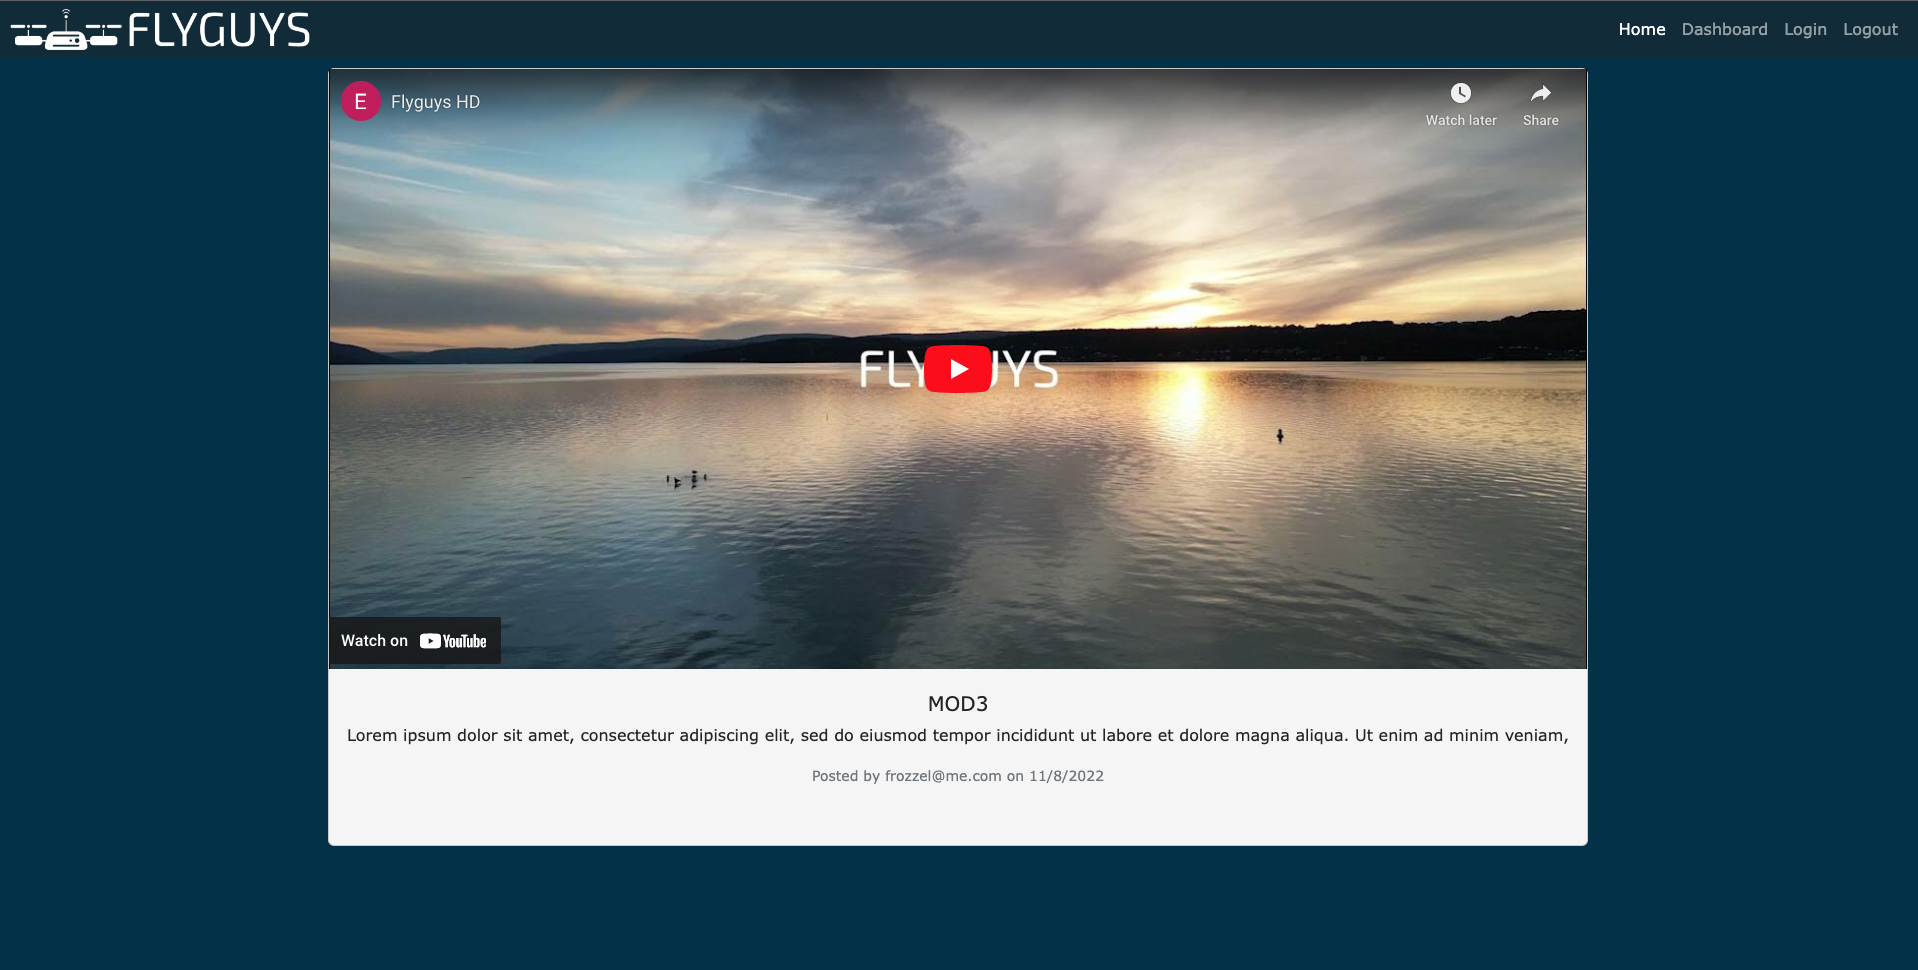 FLYGUYS
Home Dashboard Login Logout
E Flyguys HD
Watch later Share
FLY YS
Watch on YouTube
MOD3
Lorem ipsum dolor sit amet, consectetur adipiscing elit, sed do eiusmod tempor incididunt ut labore et dolore magna aliqua. Ut enim ad minim veniam,
Posted by frozzel@me.com on 11/8/2022